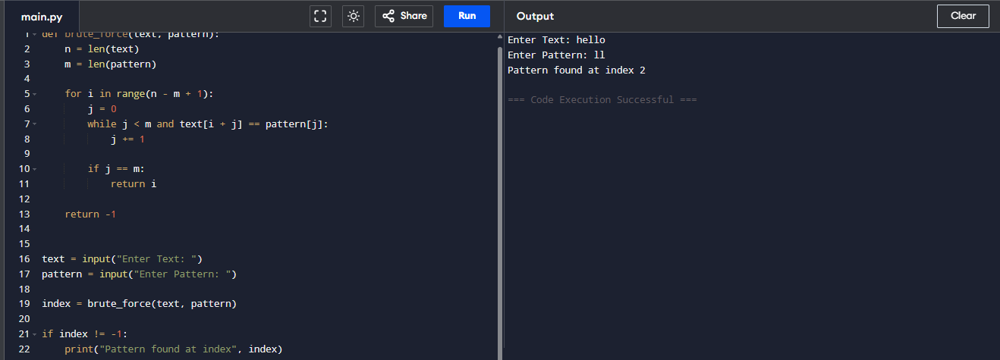 main.py
Share
Run
Output
Clear
1 def brute_force(text, pattern):
2     n = len(text)
3     m = len(pattern)
4
5     for i in range(n - m + 1):
6         j = 0
7         while j < m and text[i + j] == pattern[j]:
8             j += 1
9
10         if j == m:
11             return i
12
13     return -1
14
15
16 text = input("Enter Text: ")
17 pattern = input("Enter Pattern: ")
18
19 index = brute_force(text, pattern)
20
21 if index != -1:
22     print("Pattern found at index", index)
Enter Text: hello
Enter Pattern: ll
Pattern found at index 2
=== Code Execution Successful ===